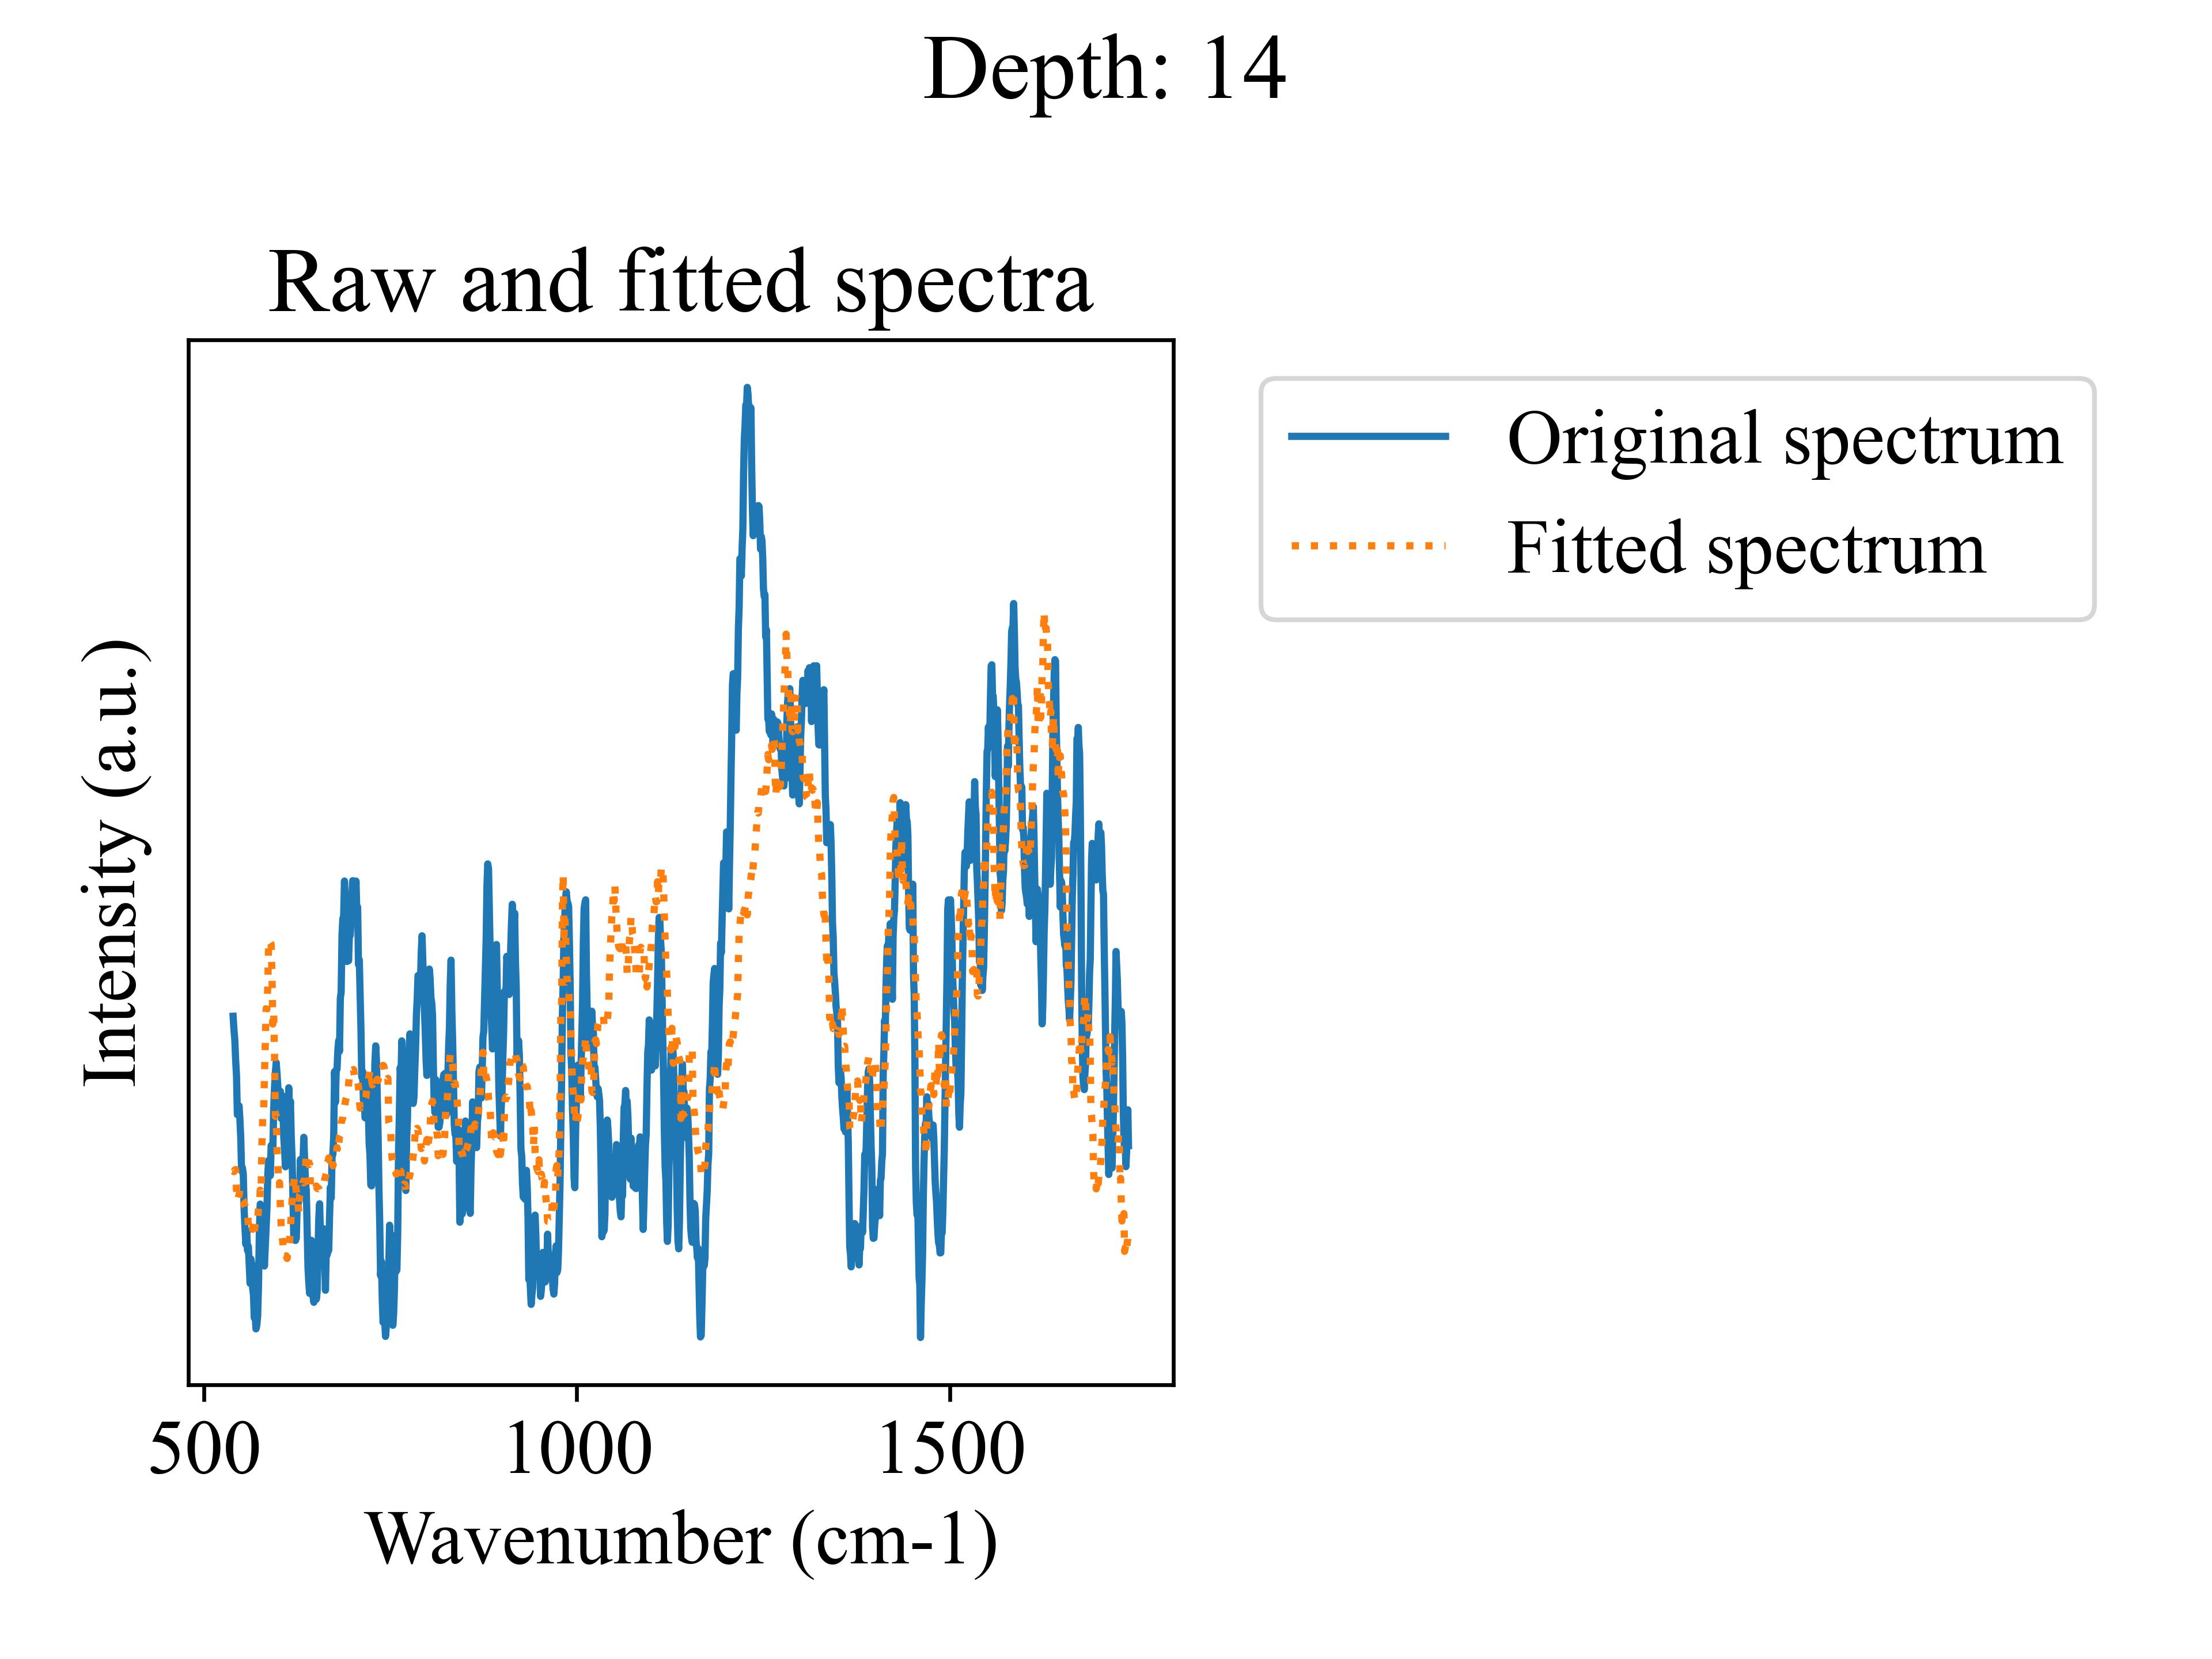 Depth: 14
Raw and fitted spectra
Original spectrum
Fitted spectrum
Intensity (a.u.)
500 1000 1500
Wavenumber (cm-1)